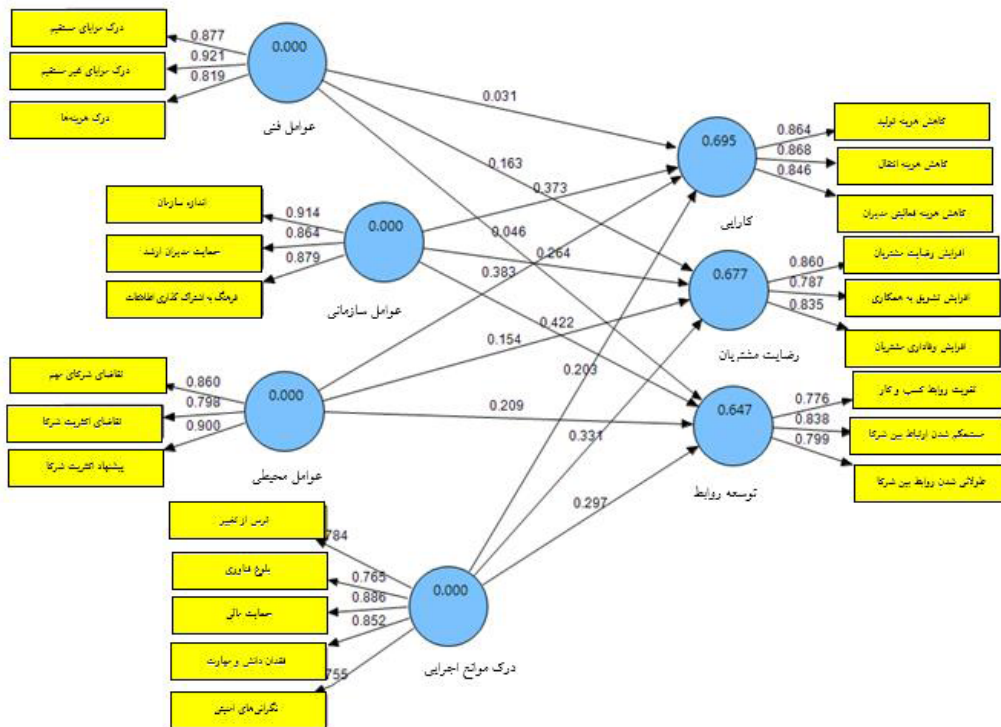 درک مزایای مستقیم
درک مزایای غیر مستقیم
درک هزینه‌ها
0.877
0.921
0.819
0.000
عوامل فنی
0.031
0.163
0.046
اندازه سازمان
حمایت مدیران ارشد
فرهنگ به اشتراک گذاری اطلاعات
0.914
0.864
0.879
0.000
عوامل سازمانی
0.373
0.264
0.422
تقاضای شرکای مهم
تقاضای اکثریت شرکا
پیشنهاد اکثریت شرکا
0.860
0.798
0.900
0.000
عوامل محیطی
0.383
0.154
0.209
ترس از تغییر
بلوغ فناوری
حمایت مالی
فقدان دانش و مهارت
نگرانی‌های امنیتی
784
0.765
0.886
0.852
755
0.000
درک موانع اجرایی
0.203
0.331
0.297
0.695
کارایی
0.864
0.868
0.846
کاهش هزینه تولید
کاهش هزینه انتقال
کاهش هزینه فعالیتی مدیران
0.677
رضایت مشتریان
0.860
0.787
0.835
افزایش رضایت مشتریان
افزایش تشویق به همکاری
افزایش وفاداری مشتریان
0.647
توسعه روابط
0.776
0.838
0.799
تقویت روابط کسب و کار
مستحکم شدن ارتباط بین شرکا
طولانی شدن روابط بین شرکا